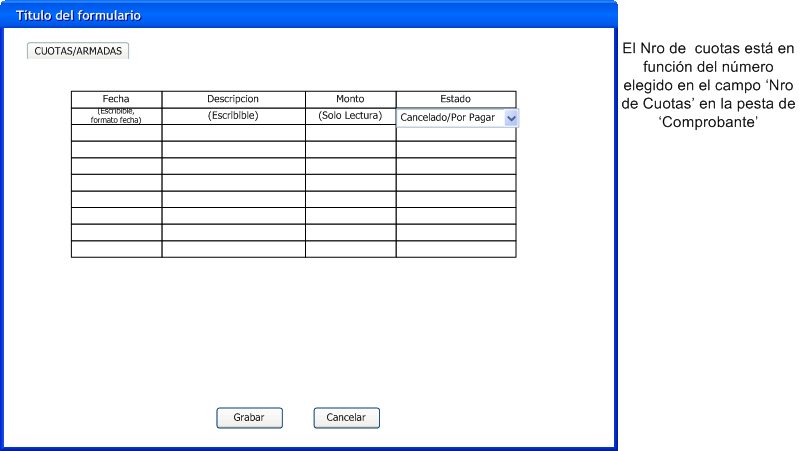 Titulo del formulario
CUOTAS/ARMADAS
El Nro de cuotas está en
función del número
elegido en el campo ‘Nro
de Cuotas’ en la pesta de
‘Comprobante’
Fecha Descripcion Monto Estado
(Escribible,
formato fecha) (Escribible) (Solo Lectura) Cancelado/Por Pagar
Grabar Cancelar